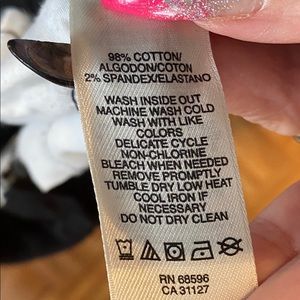 98% COTTON/
ALGODON/COTON
2% SPANDEX/ELASTANO
WASH INSIDE OUT
MACHINE WASH COLD
WASH WITH LIKE
COLORS
DELICATE CYCLE
NON-CHLORINE
BLEACH WHEN NEEDED
REMOVE PROMPTLY
TUMBLE DRY LOW HEAT
COOL IRON IF
NECESSARY
DO NOT DRY CLEAN
RN 68596
CA 31127